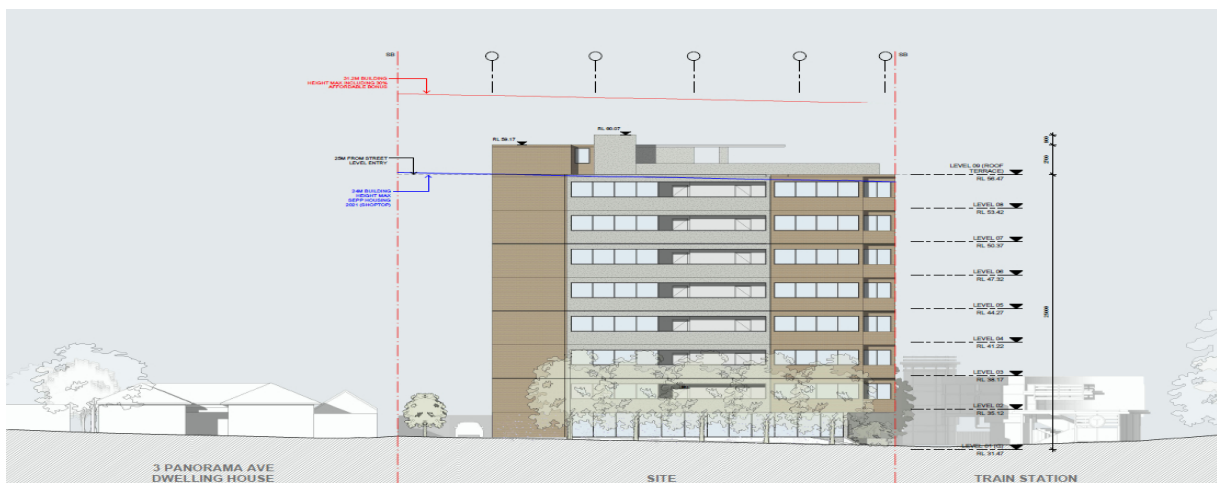 SB
SB
31.2M BUILDING
HEIGHT MAX INCLUDING 30%
AFFORDABLE BONUS
RL 60.07
RL 59.17
25M FROM STREET
LEVEL ENTRY
24M BUILDING
HEIGHT MAX
SEPP HOUSING
2021 (SHOPTOP)
LEVEL 09 (ROOF
TERRACE)
RL 56.47
LEVEL 08
RL 53.42
LEVEL 07
RL 50.37
LEVEL 06
RL 47.32
LEVEL 05
RL 44.27
LEVEL 04
RL 41.22
LEVEL 03
RL 38.17
LEVEL 02
RL 35.12
LEVEL 01 (G)
RL 31.47
3 PANORAMA AVE
DWELLING HOUSE
SITE
TRAIN STATION